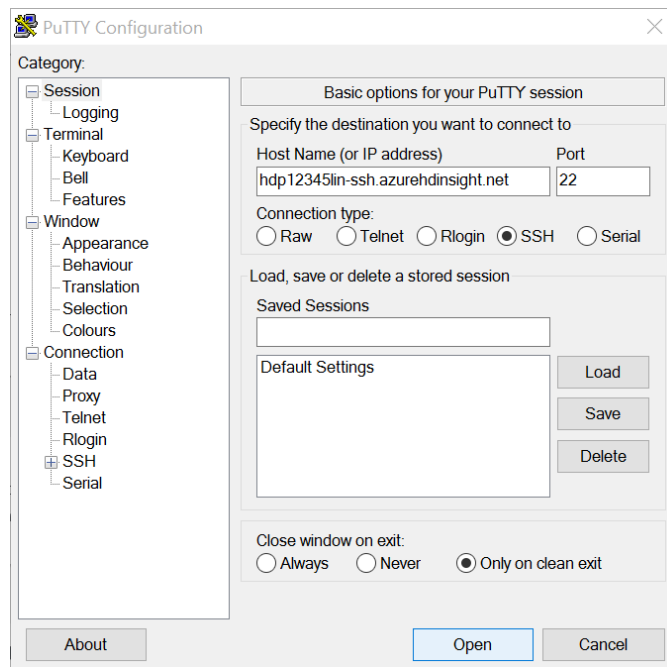 PuTTY Configuration
Category:
Session
Logging
Terminal
Keyboard
Bell
Features
Window
Appearance
Behaviour
Translation
Selection
Colours
Connection
Data
Proxy
Telnet
Rlogin
SSH
Serial
Basic options for your PuTTY session
Specify the destination you want to connect to
Host Name (or IP address) Port
hdp12345lin-ssh.azurehdinsight.net 22
Connection type:
Raw Telnet Rlogin SSH Serial
Load, save or delete a stored session
Saved Sessions
Default Settings
Load
Save
Delete
Close window on exit:
Always Never Only on clean exit
About Open Cancel